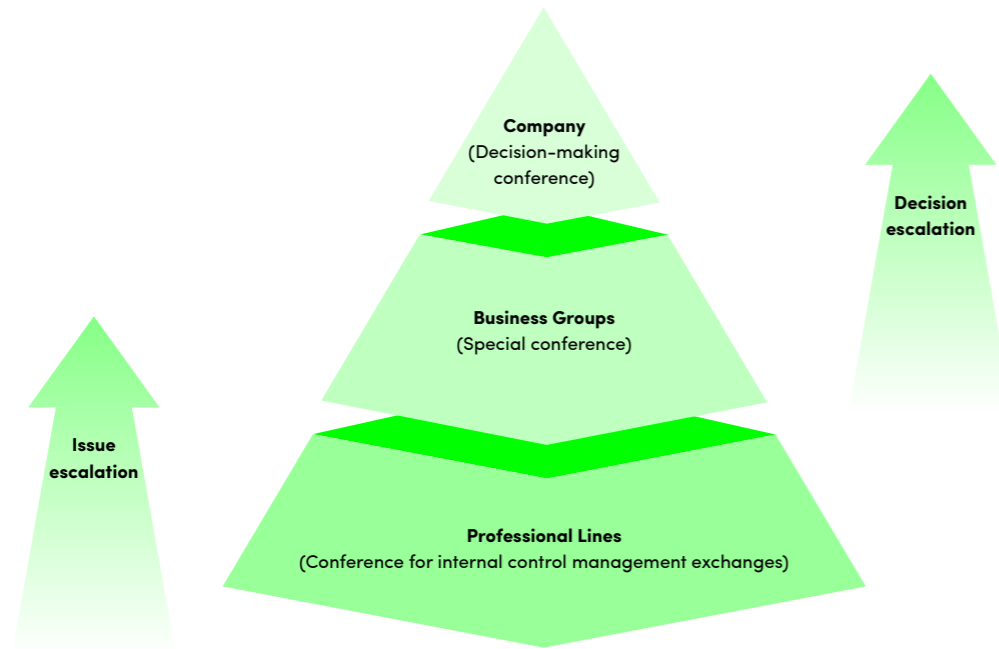 Company
(Decision-making
conference)
Decision
escalation
Business Groups
(Special conference)
Issue
escalation
Professional Lines
(Conference for internal control management exchanges)